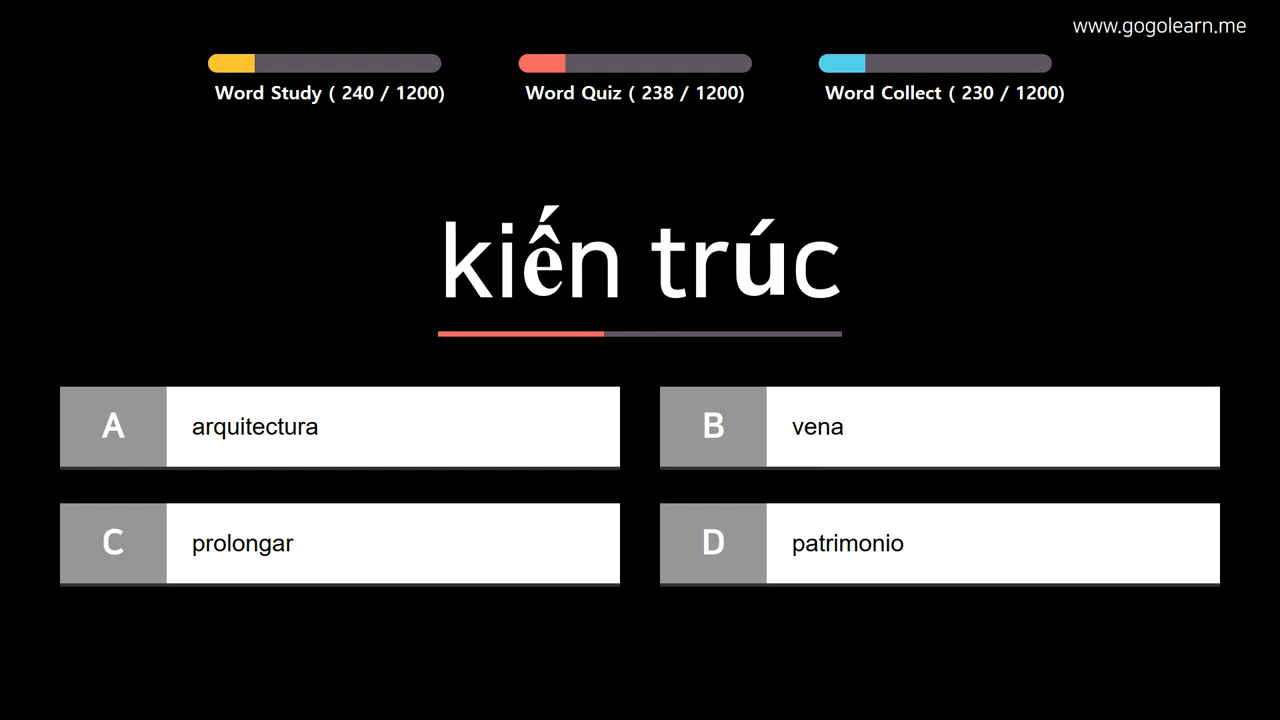 www.gogolearn.me
Word Study ( 240 / 1200)
Word Quiz ( 238 / 1200)
Word Collect ( 230 / 1200)
kiến trúc
A arquitectura
B vena
C prolongar
D patrimonio